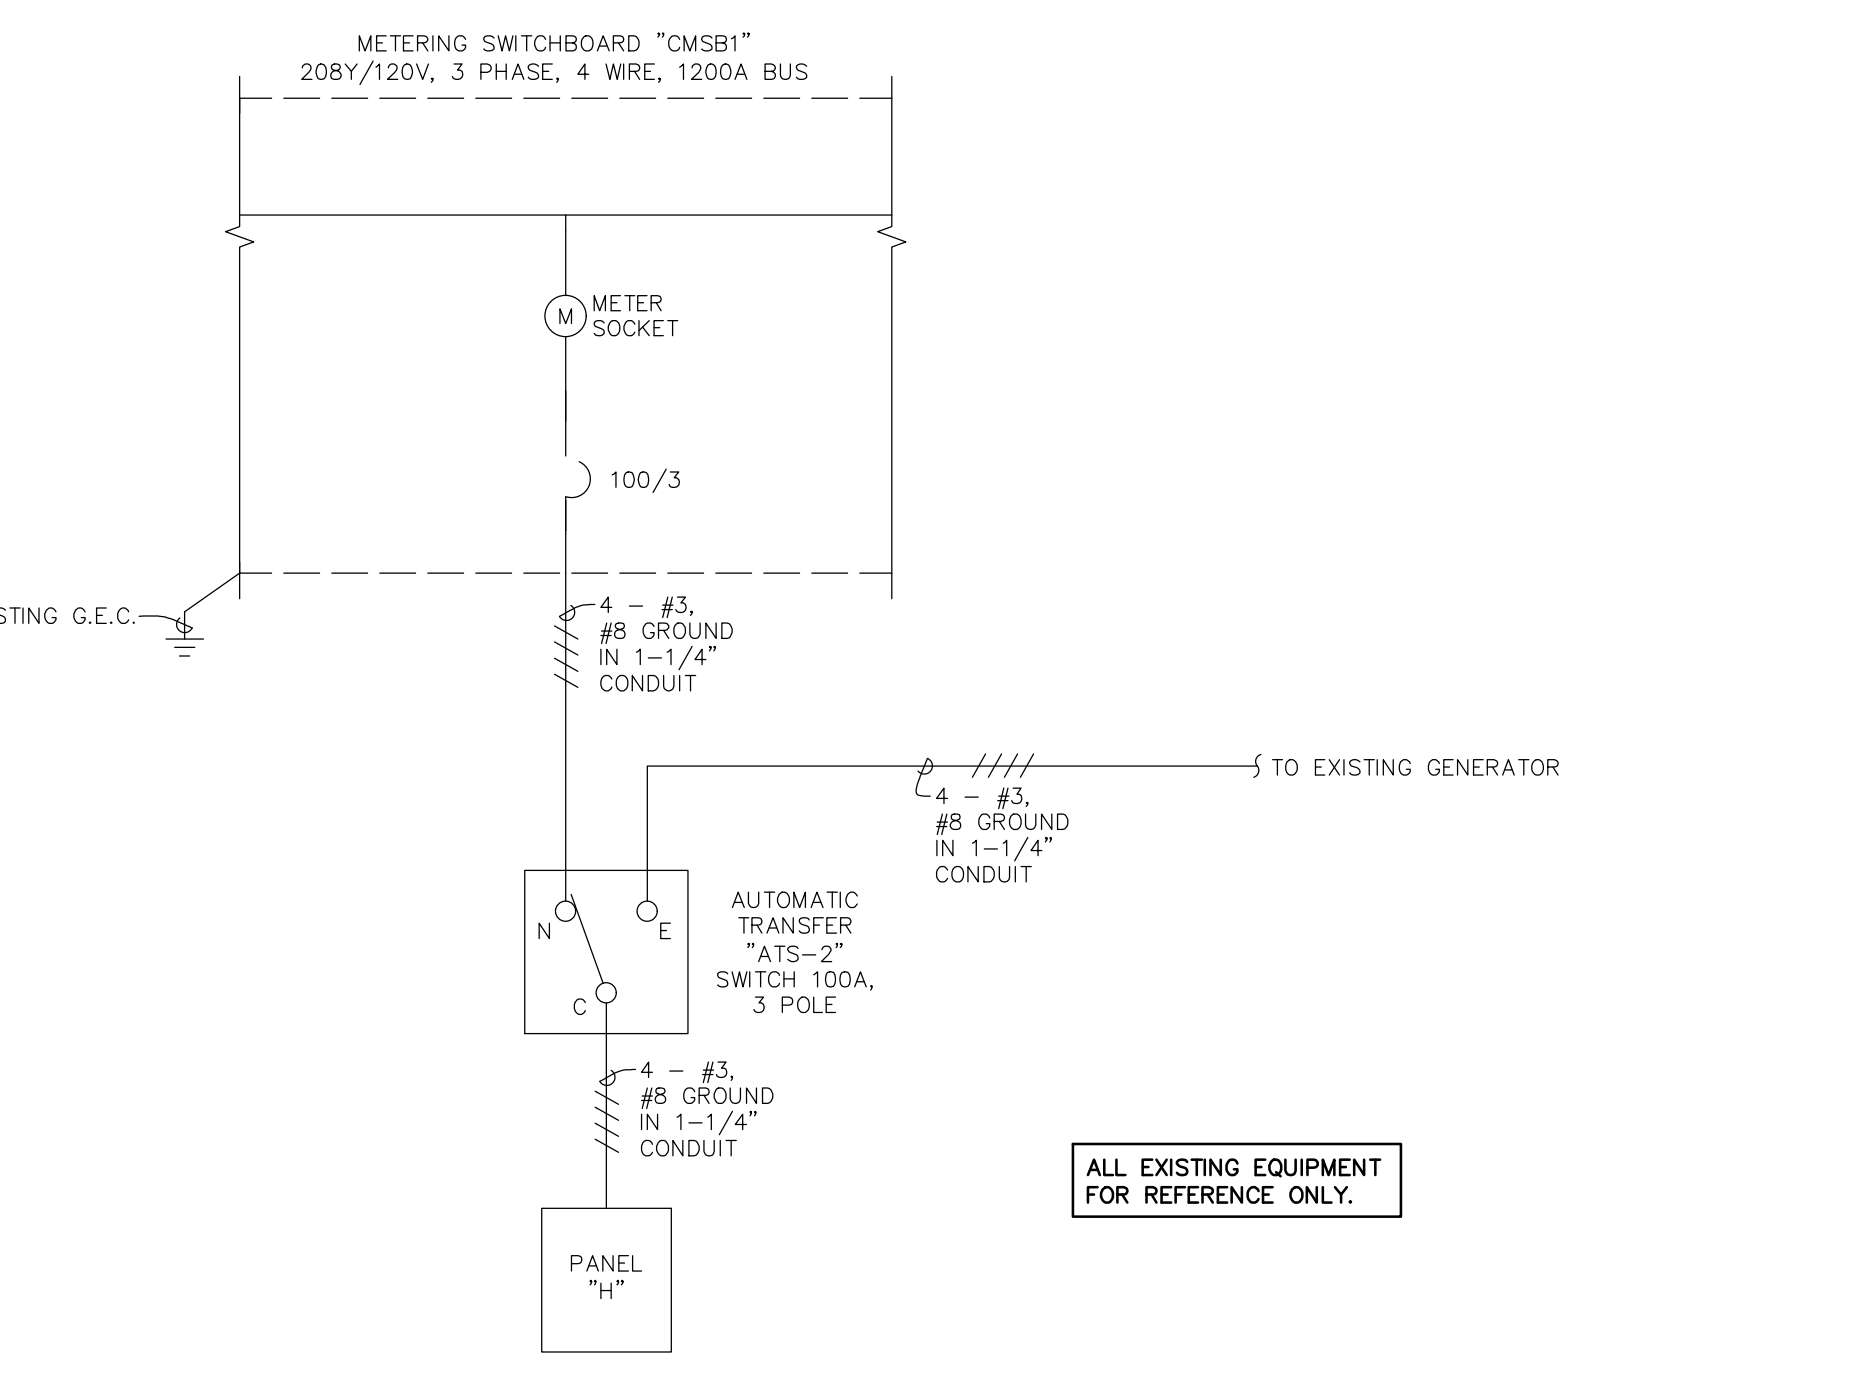 METERING SWITCHBOARD "CMSB1"
208Y/120V, 3 PHASE, 4 WIRE, 1200A BUS
M
METER
SOCKET
100/3
STING G.E.C.
4 - #3,
#8 GROUND
IN 1-1/4"
CONDUIT
TO EXISTING GENERATOR
4 - #3,
#8 GROUND
IN 1-1/4"
CONDUIT
N
E
C
AUTOMATIC
TRANSFER
"ATS-2"
SWITCH 100A,
3 POLE
4 - #3,
#8 GROUND
IN 1-1/4"
CONDUIT
ALL EXISTING EQUIPMENT
FOR REFERENCE ONLY.
PANEL
"H"